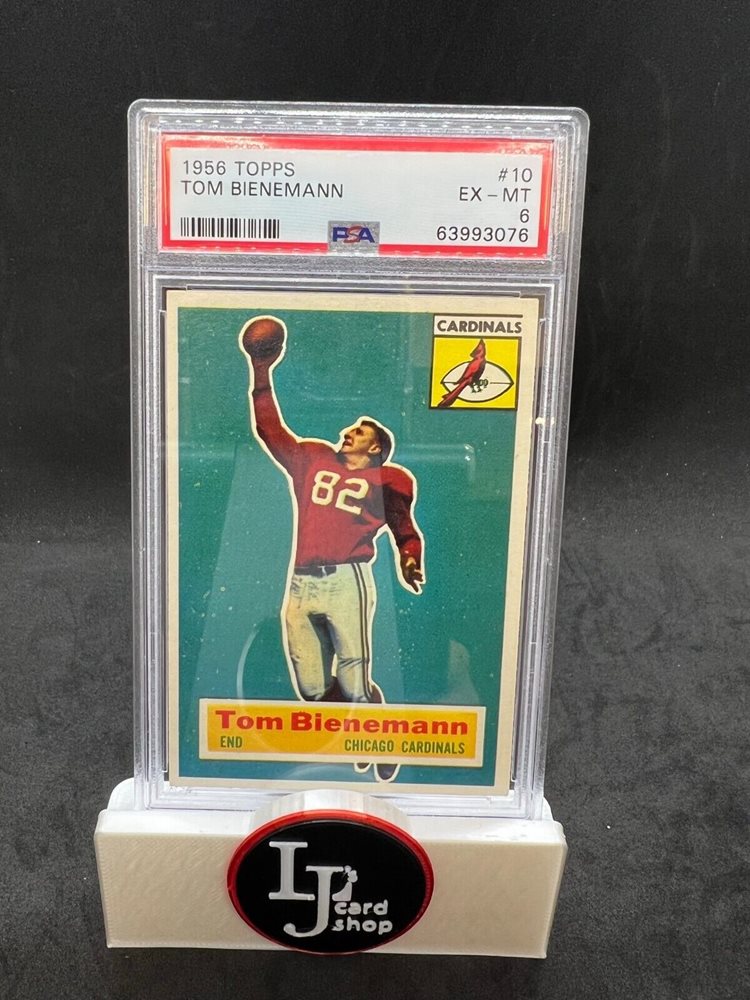 1956 TOPPS #10
TOM BIENEMANN EX - MT
6
PSA 63993076
CARDINALS
82
Tom Bienemann
END CHICAGO CARDINALS
LJ card
shop